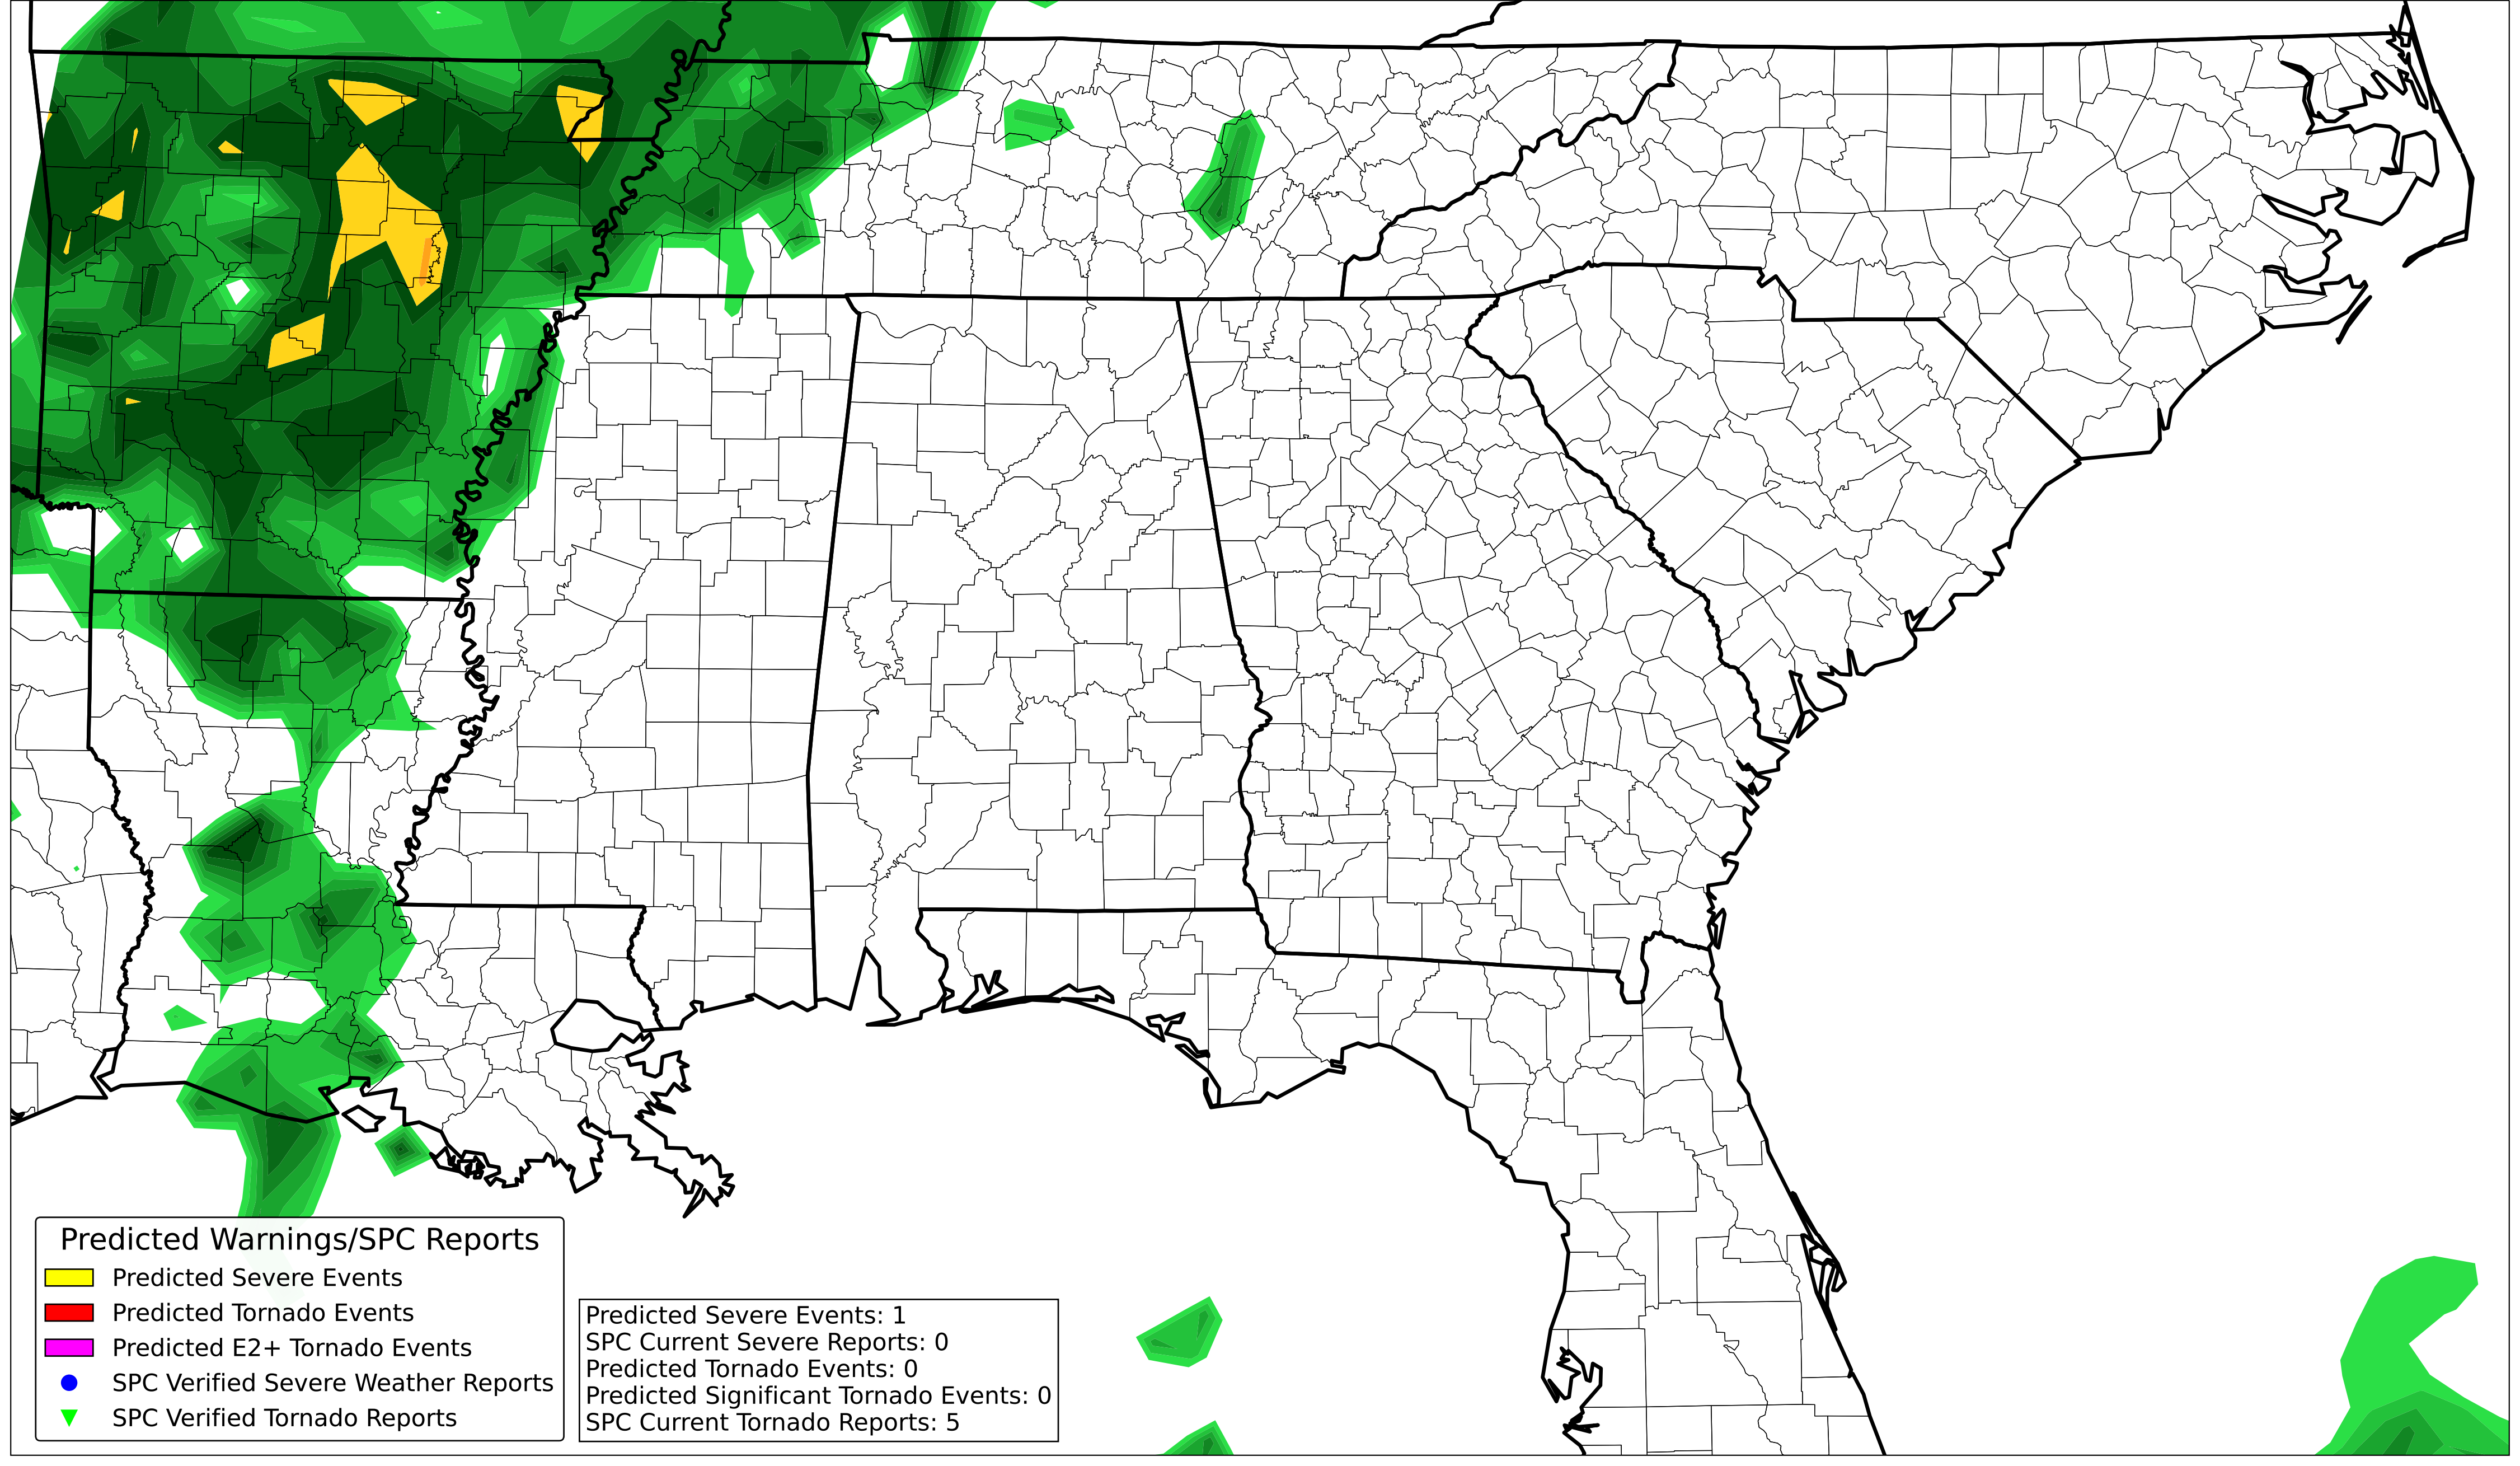 Predicted Warnings/SPC Reports
Predicted Severe Events
Predicted Tornado Events
Predicted E2+ Tornado Events
SPC Verified Severe Weather Reports
SPC Verified Tornado Reports
Predicted Severe Events: 1
SPC Current Severe Reports: 0
Predicted Tornado Events: 0
Predicted Significant Tornado Events: 0
SPC Current Tornado Reports: 5